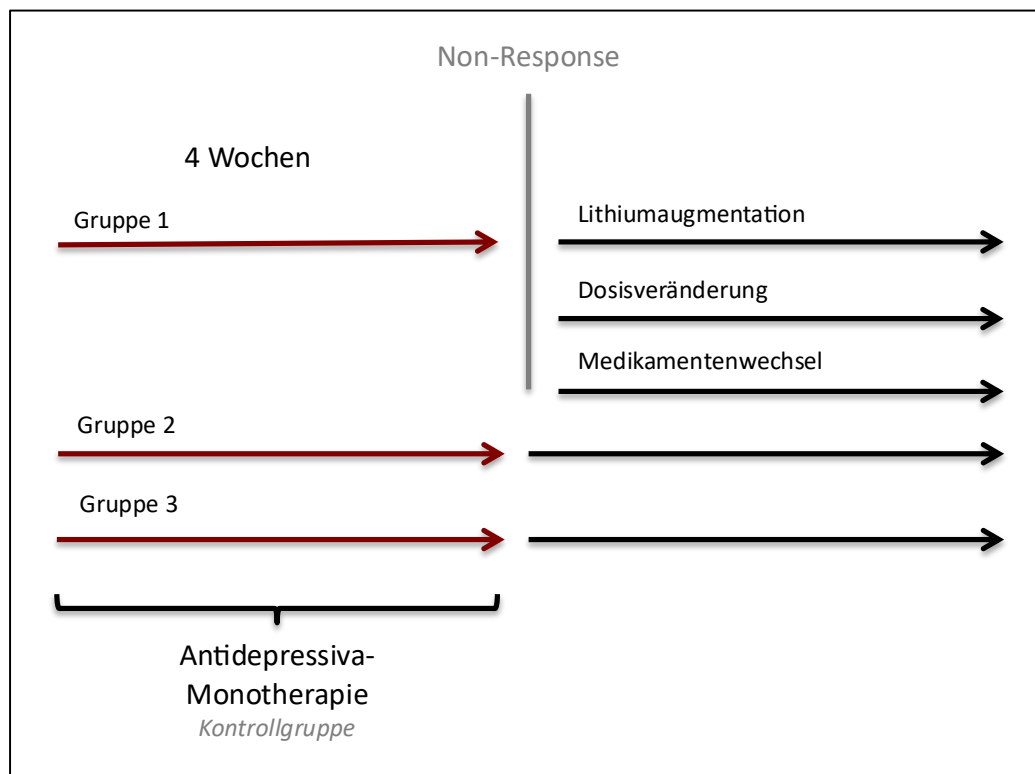 Non-Response
4 Wochen
Gruppe 1
Lithiumaugmentation
Dosisveränderung
Medikamentenwechsel
Gruppe 2
Gruppe 3
Antidepressiva-
Monotherapie
Kontrollgruppe